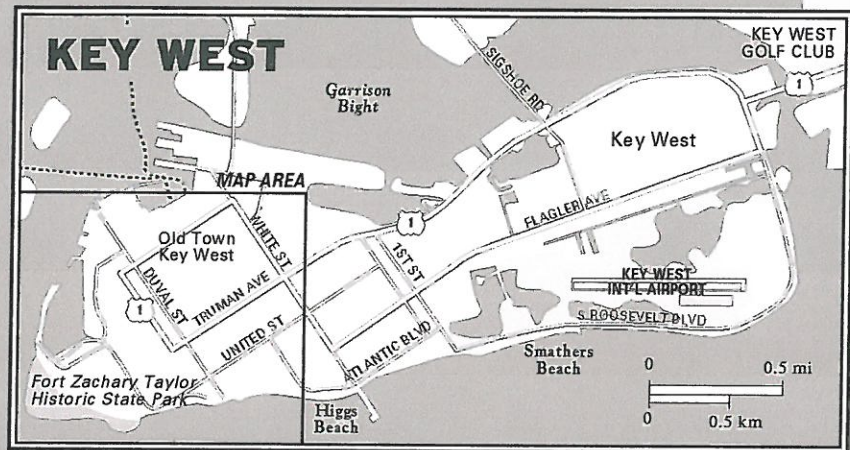 KEY WEST
KEY WEST
GOLF CLUB
1
SIGSHOE RD
Garrison
Bight
Key West
MAP AREA
Old Town
Key West
WHITE ST
1
1ST ST
FLAGLER AVE
DUVAL ST
1
TRUMAN AVE
UNITED ST
ATLANTIC BLVD
KEY WEST
INT'L AIRPORT
S ROOSEVELT BLVD
Fort Zachary Taylor
Historic State Park
Higgs
Beach
Smathers
Beach
0
0.5 mi
0
0.5 km